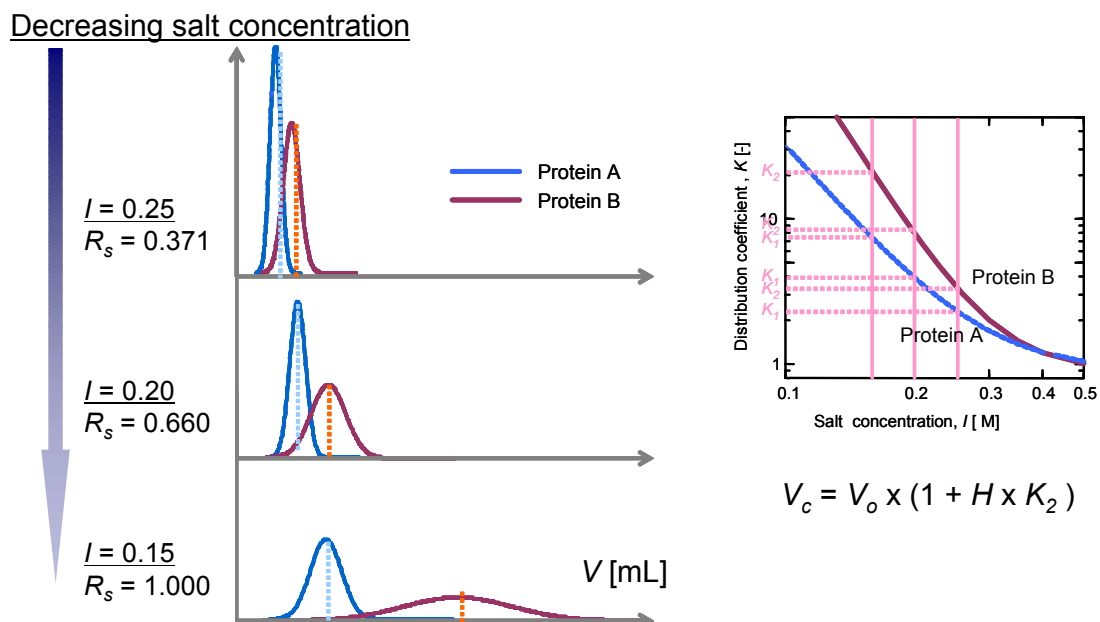 Decreasing salt concentration
I = 0.25
Rs = 0.371
Protein A
Protein B
I = 0.20
Rs = 0.660
I = 0.15
Rs = 1.000
V [mL]
Distribution coefficient , K [-]
10
1
K2
K2
K1
K1
K2
K1
Protein B
Protein A
0.1
0.2
0.3
0.4
0.5
Salt concentration, I [ M]
Vc = Vo x (1 + H x K2 )